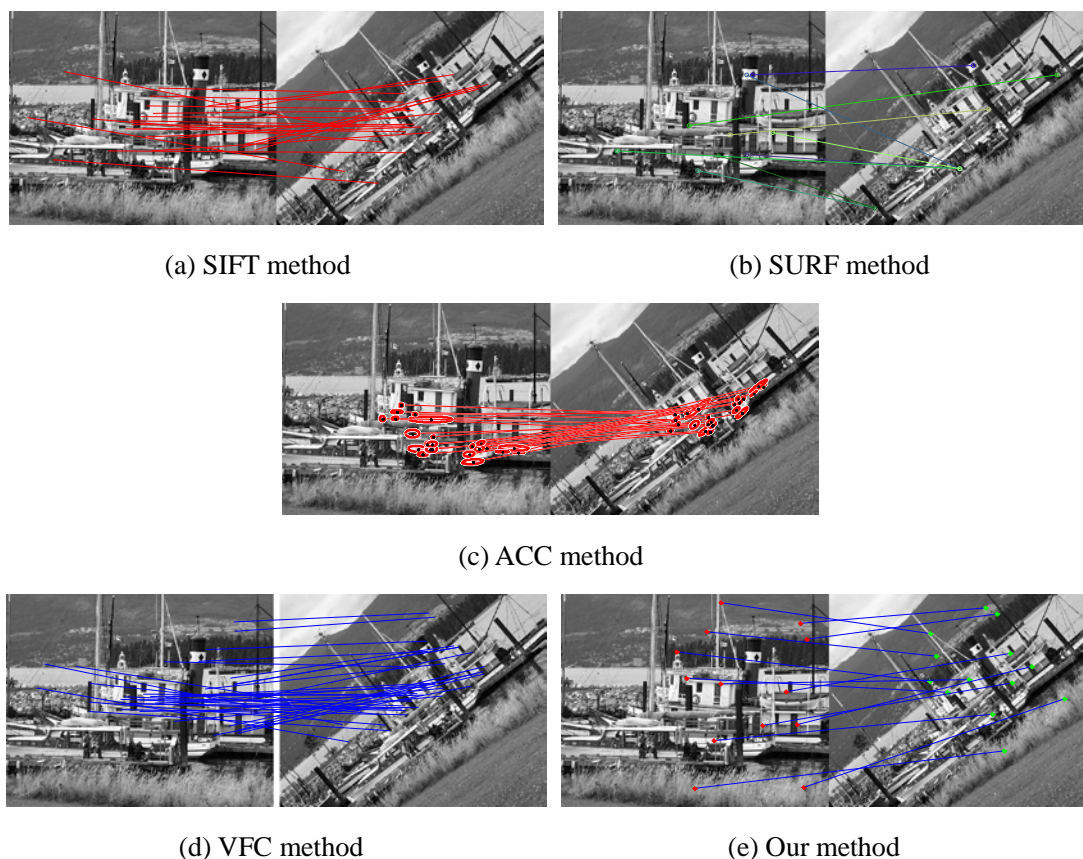 (a) SIFT method
(b) SURF method
(c) ACC method
(d) VFC method
(e) Our method